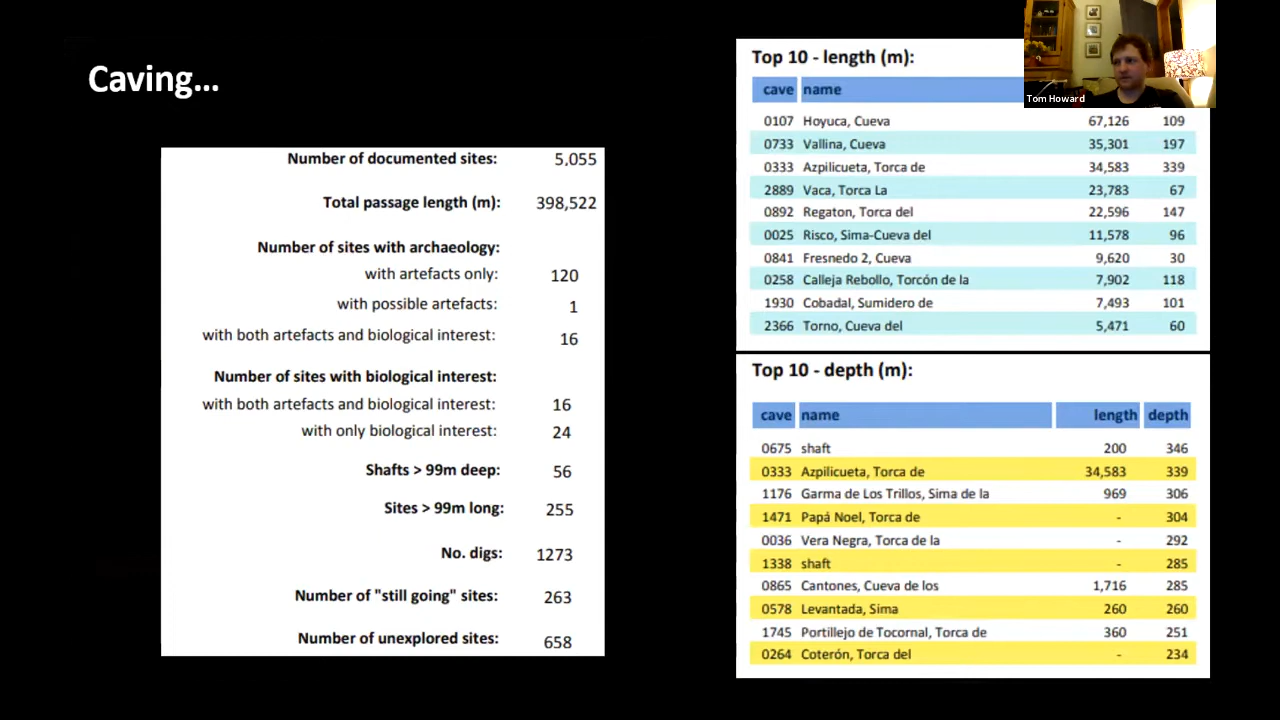 Caving...
Number of documented sites: 5,055
Total passage length (m): 398,522
Number of sites with archaeology:
with artefacts only: 120
with possible artefacts: 1
with both artefacts and biological interest: 16
Number of sites with biological interest:
with both artefacts and biological interest: 16
with only biological interest: 24
Shafts > 99m deep: 56
Sites > 99m long: 255
No. digs: 1273
Number of "still going" sites: 263
Number of unexplored sites: 658
Top 10 - length (m):
cave name
0107 Hoyuca, Cueva 67,126 109
0733 Vallina, Cueva 35,301 197
0333 Azpilicueta, Torca de 34,583 339
2889 Vaca, Torca La 23,783 67
0892 Regaton, Torca del 22,596 147
0025 Risco, Sima-Cueva del 11,578 96
0841 Fresnedo 2, Cueva 9,620 30
0258 Calleja Rebollo, Torcón de la 7,902 118
1930 Cobadal, Sumidero de 7,493 101
2366 Torno, Cueva del 5,471 60
Top 10 - depth (m):
cave name length depth
0675 shaft 200 346
0333 Azpilicueta, Torca de 34,583 339
1176 Garma de Los Trillos, Sima de la 969 306
1471 Papá Noel, Torca de - 304
0036 Vera Negra, Torca de la - 292
1338 shaft - 285
0865 Cantones, Cueva de los 1,716 285
0578 Levantada, Sima 260 260
1745 Portillejo de Tocornal, Torca de 360 251
0264 Coterón, Torca del - 234
Tom Howard